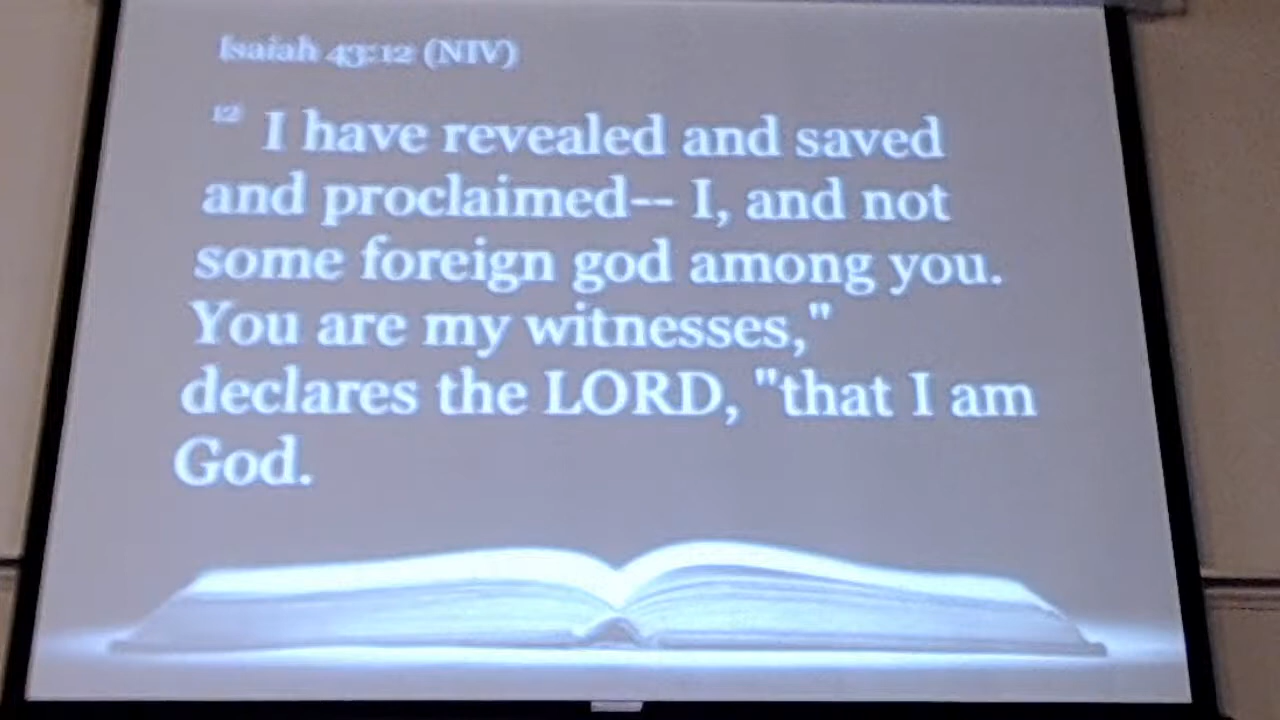 Isaiah 43:12 (NIV)
12 I have revealed and saved
and proclaimed-- I, and not
some foreign god among you.
You are my witnesses,"
declares the LORD, "that I am
God.